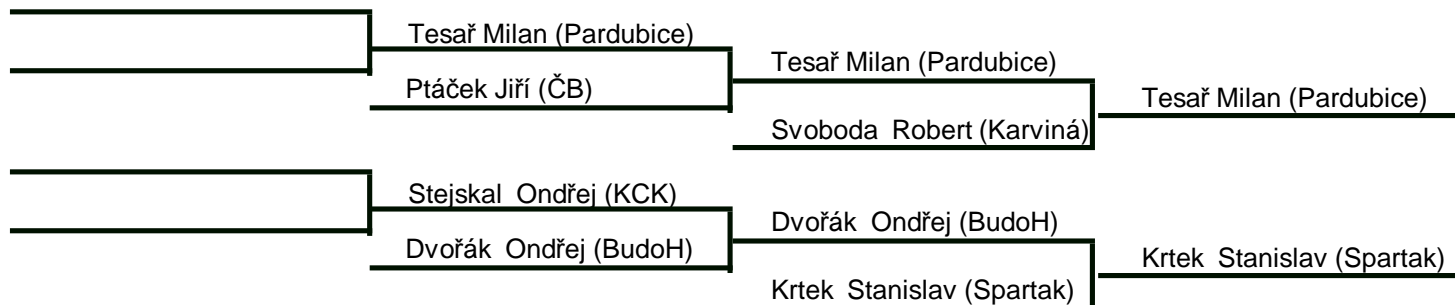 Tesař Milan (Pardubice)
Ptáček Jiří (ČB)
Tesař Milan (Pardubice)
Svoboda  Robert (Karviná)
Tesař Milan (Pardubice)
Stejskal  Ondřej (KCK)
Dvořák  Ondřej (BudoH)
Dvořák  Ondřej (BudoH)
Krtek  Stanislav (Spartak)
Krtek  Stanislav (Spartak)